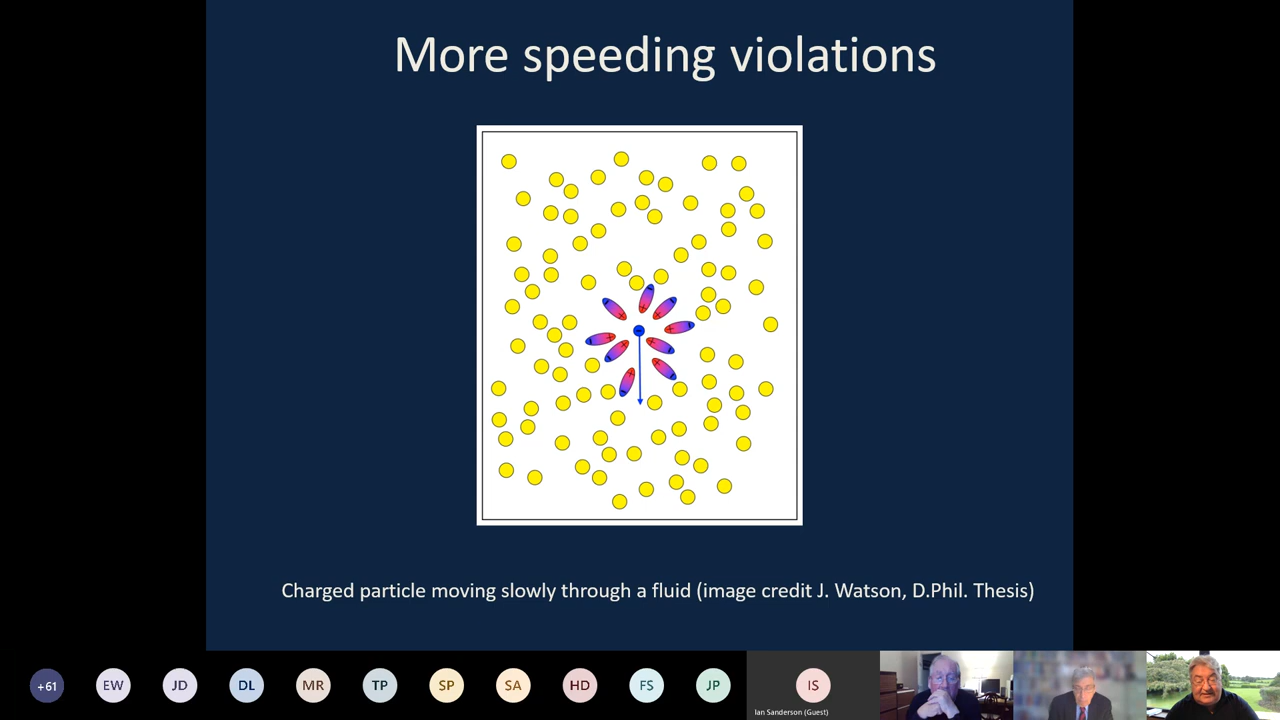 More speeding violations
Charged particle moving slowly through a fluid (image credit J. Watson, D.Phil. Thesis)
+61
EW
JD
DL
MR
TP
SP
SA
HD
FS
JP
IS
Ian Sanderson (Guest)